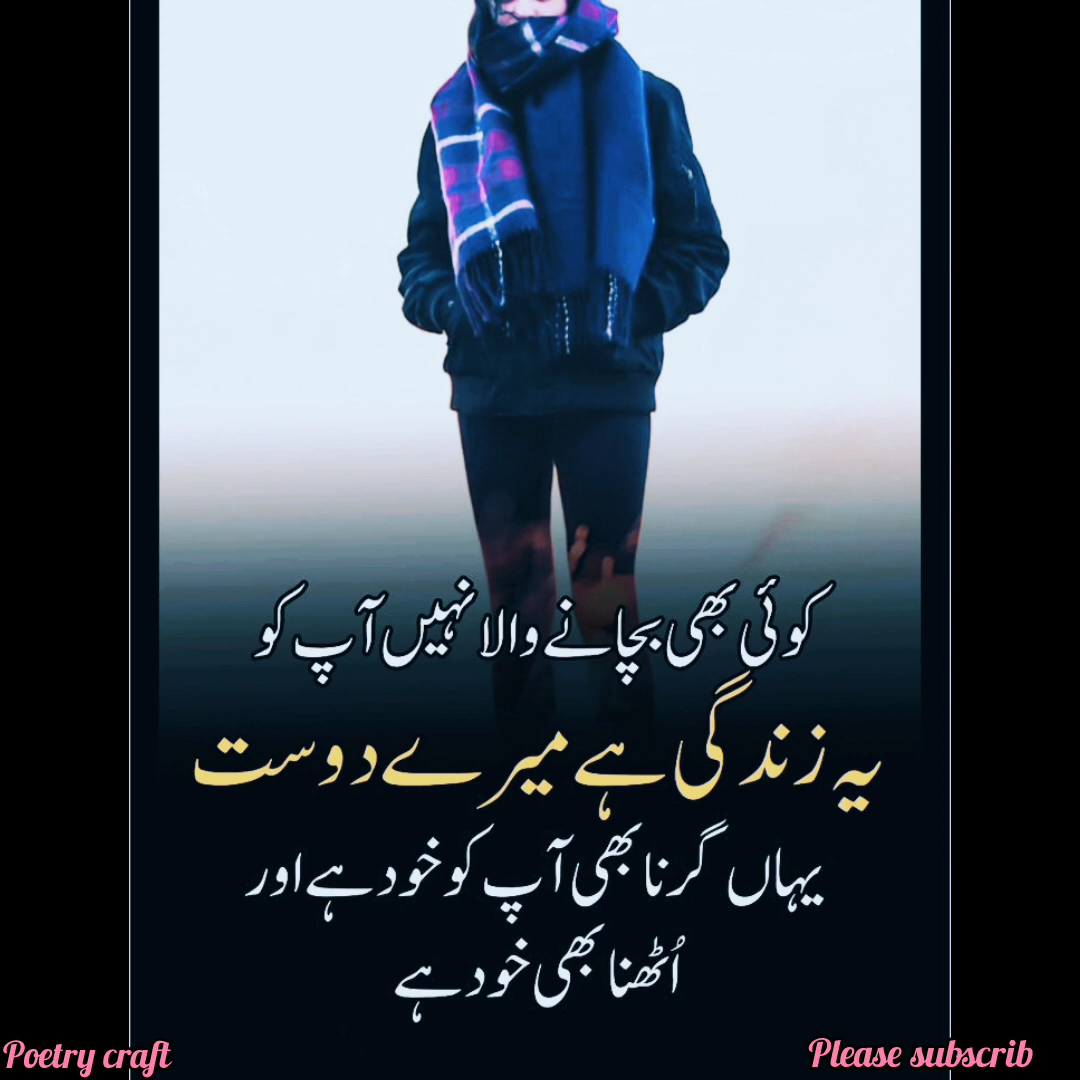 کوئی بھی بچانے والا نہیں آپ کو
یہ زندگی ہے میرے دوست
یہاں گرنا بھی آپ کو خود ہے اور
اُٹھنا بھی خود ہے
Poetry craft
Please subscrib